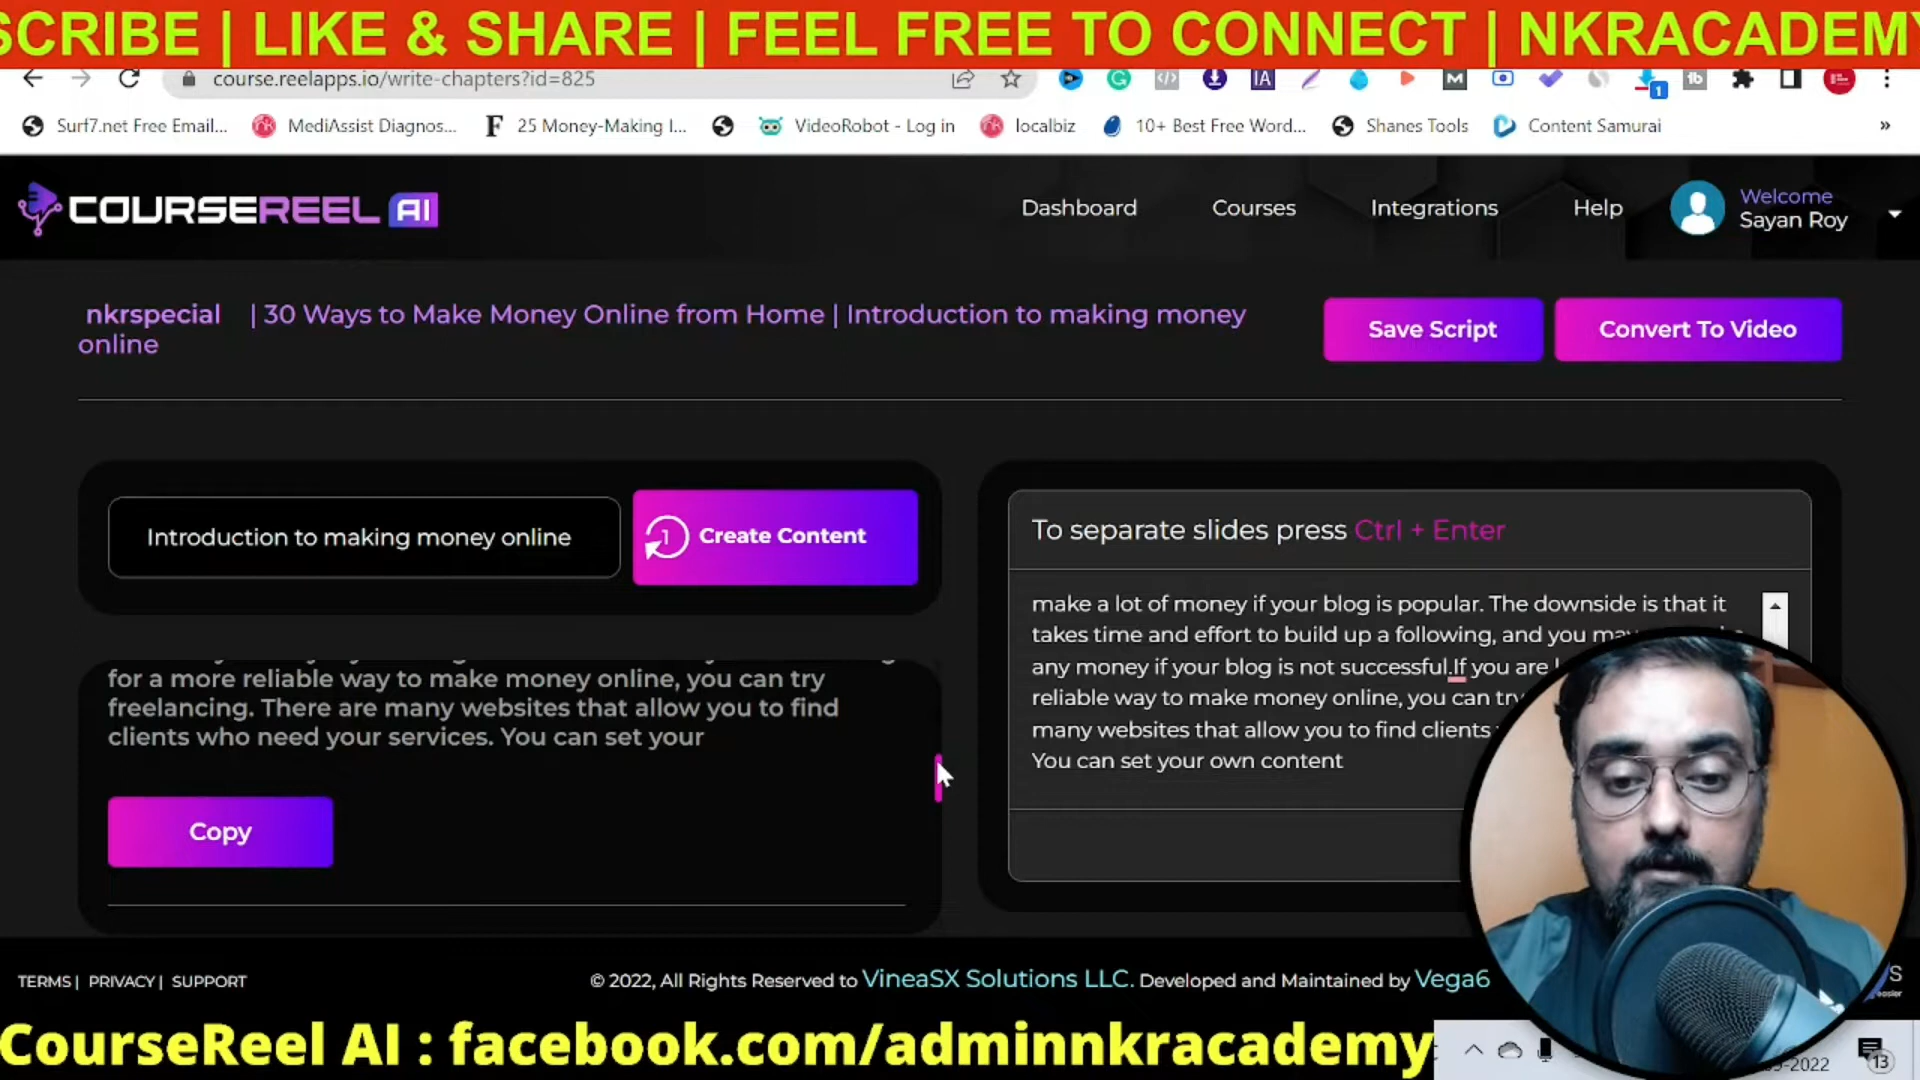 SCRIBE | LIKE & SHARE | FEEL FREE TO CONNECT | NKRACADEMY
course.reelapps.io/write-chapters?id=825
Surf7.net Free Email... MediAssist Diagnos... 25 Money-Making I... VideoRobot - Log in localbiz 10+ Best Free Word... Shanes Tools Content Samurai »
COURSEREEL AI Dashboard Courses Integrations Help Welcome
Sayan Roy
nkrspecial | 30 Ways to Make Money Online from Home | Introduction to making money
online
Save Script Convert To Video
Introduction to making money online 1 Create Content
To separate slides press Ctrl + Enter
make a lot of money if your blog is popular. The downside is that it
takes time and effort to build up a following, and you may
any money if your blog is not successful.If you are
reliable way to make money online, you can try
many websites that allow you to find clients
You can set your own content
for a more reliable way to make money online, you can try
freelancing. There are many websites that allow you to find
clients who need your services. You can set your
Copy
TERMS | PRIVACY | SUPPORT © 2022, All Rights Reserved to VineaSX Solutions LLC. Developed and Maintained by Vega6
CourseReel AI : facebook.com/adminnkracademy
-2022 13